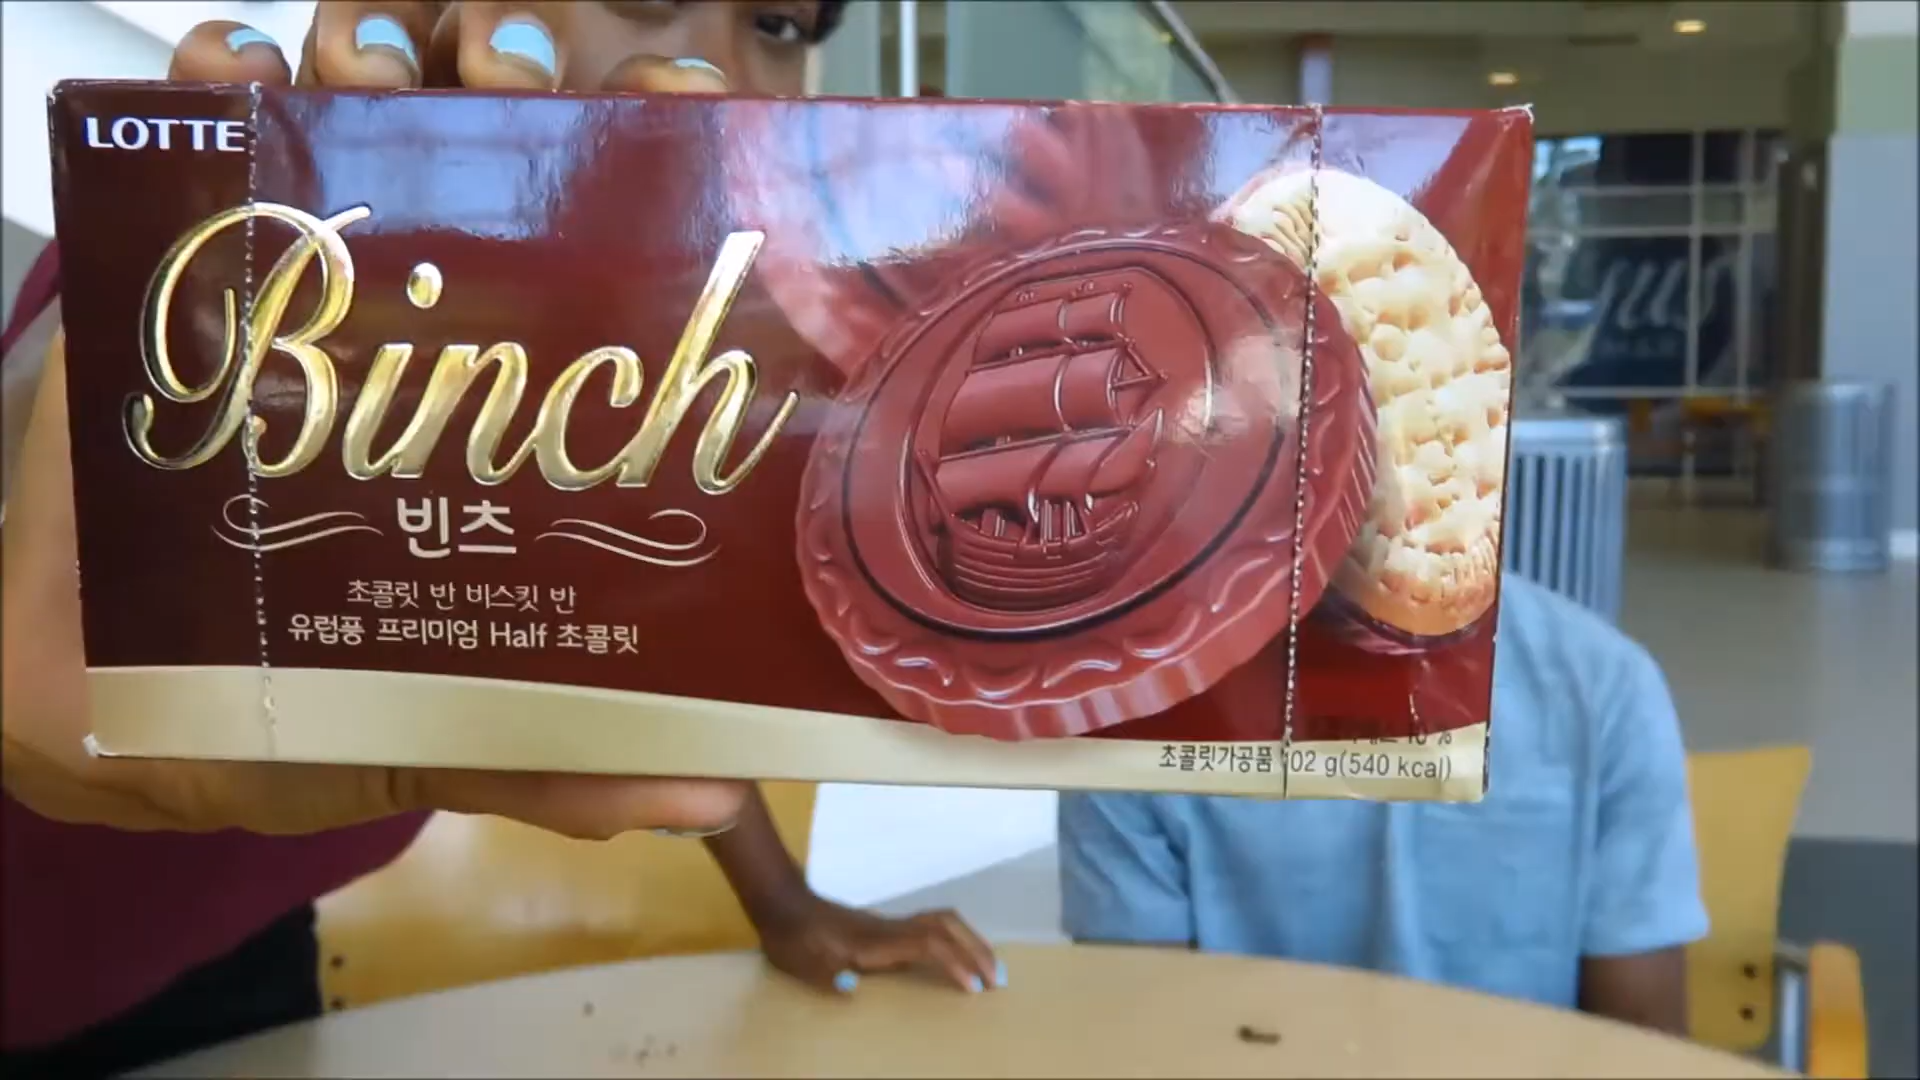 LOTTE
Binch
빈츠
초콜릿 반 비스킷 반
유럽풍 프리미엄 Half 초콜릿
초콜릿가공품 102 g(540 kcal)